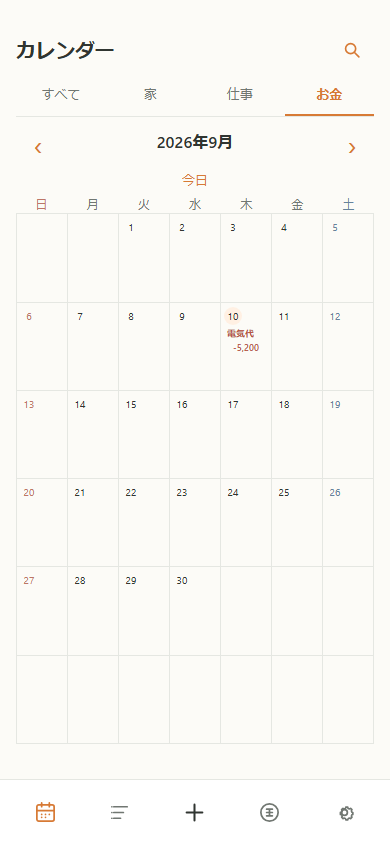 カレンダー
すべて 家 仕事 お金
‹ 2026年9月 ›
今日
日 月 火 水 木 金 土
1 2 3 4 5
6 7 8 9 10 11 12
電気代
-5,200
13 14 15 16 17 18 19
20 21 22 23 24 25 26
27 28 29 30